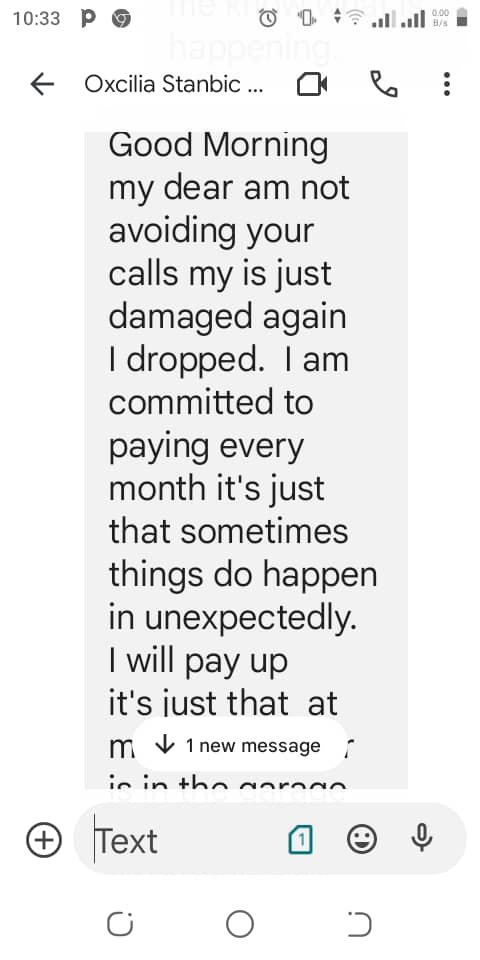 10:33
0.00
B/s
happening.
Oxcilia Stanbic ...
Good Morning
my dear am not
avoiding your
calls my is just
damaged again
I dropped.  I am
committed to
paying every
month it's just
that sometimes
things do happen
in unexpectedly.
I will pay up
it's just that  at
m
1 new message
r
is in the garage
Text
1